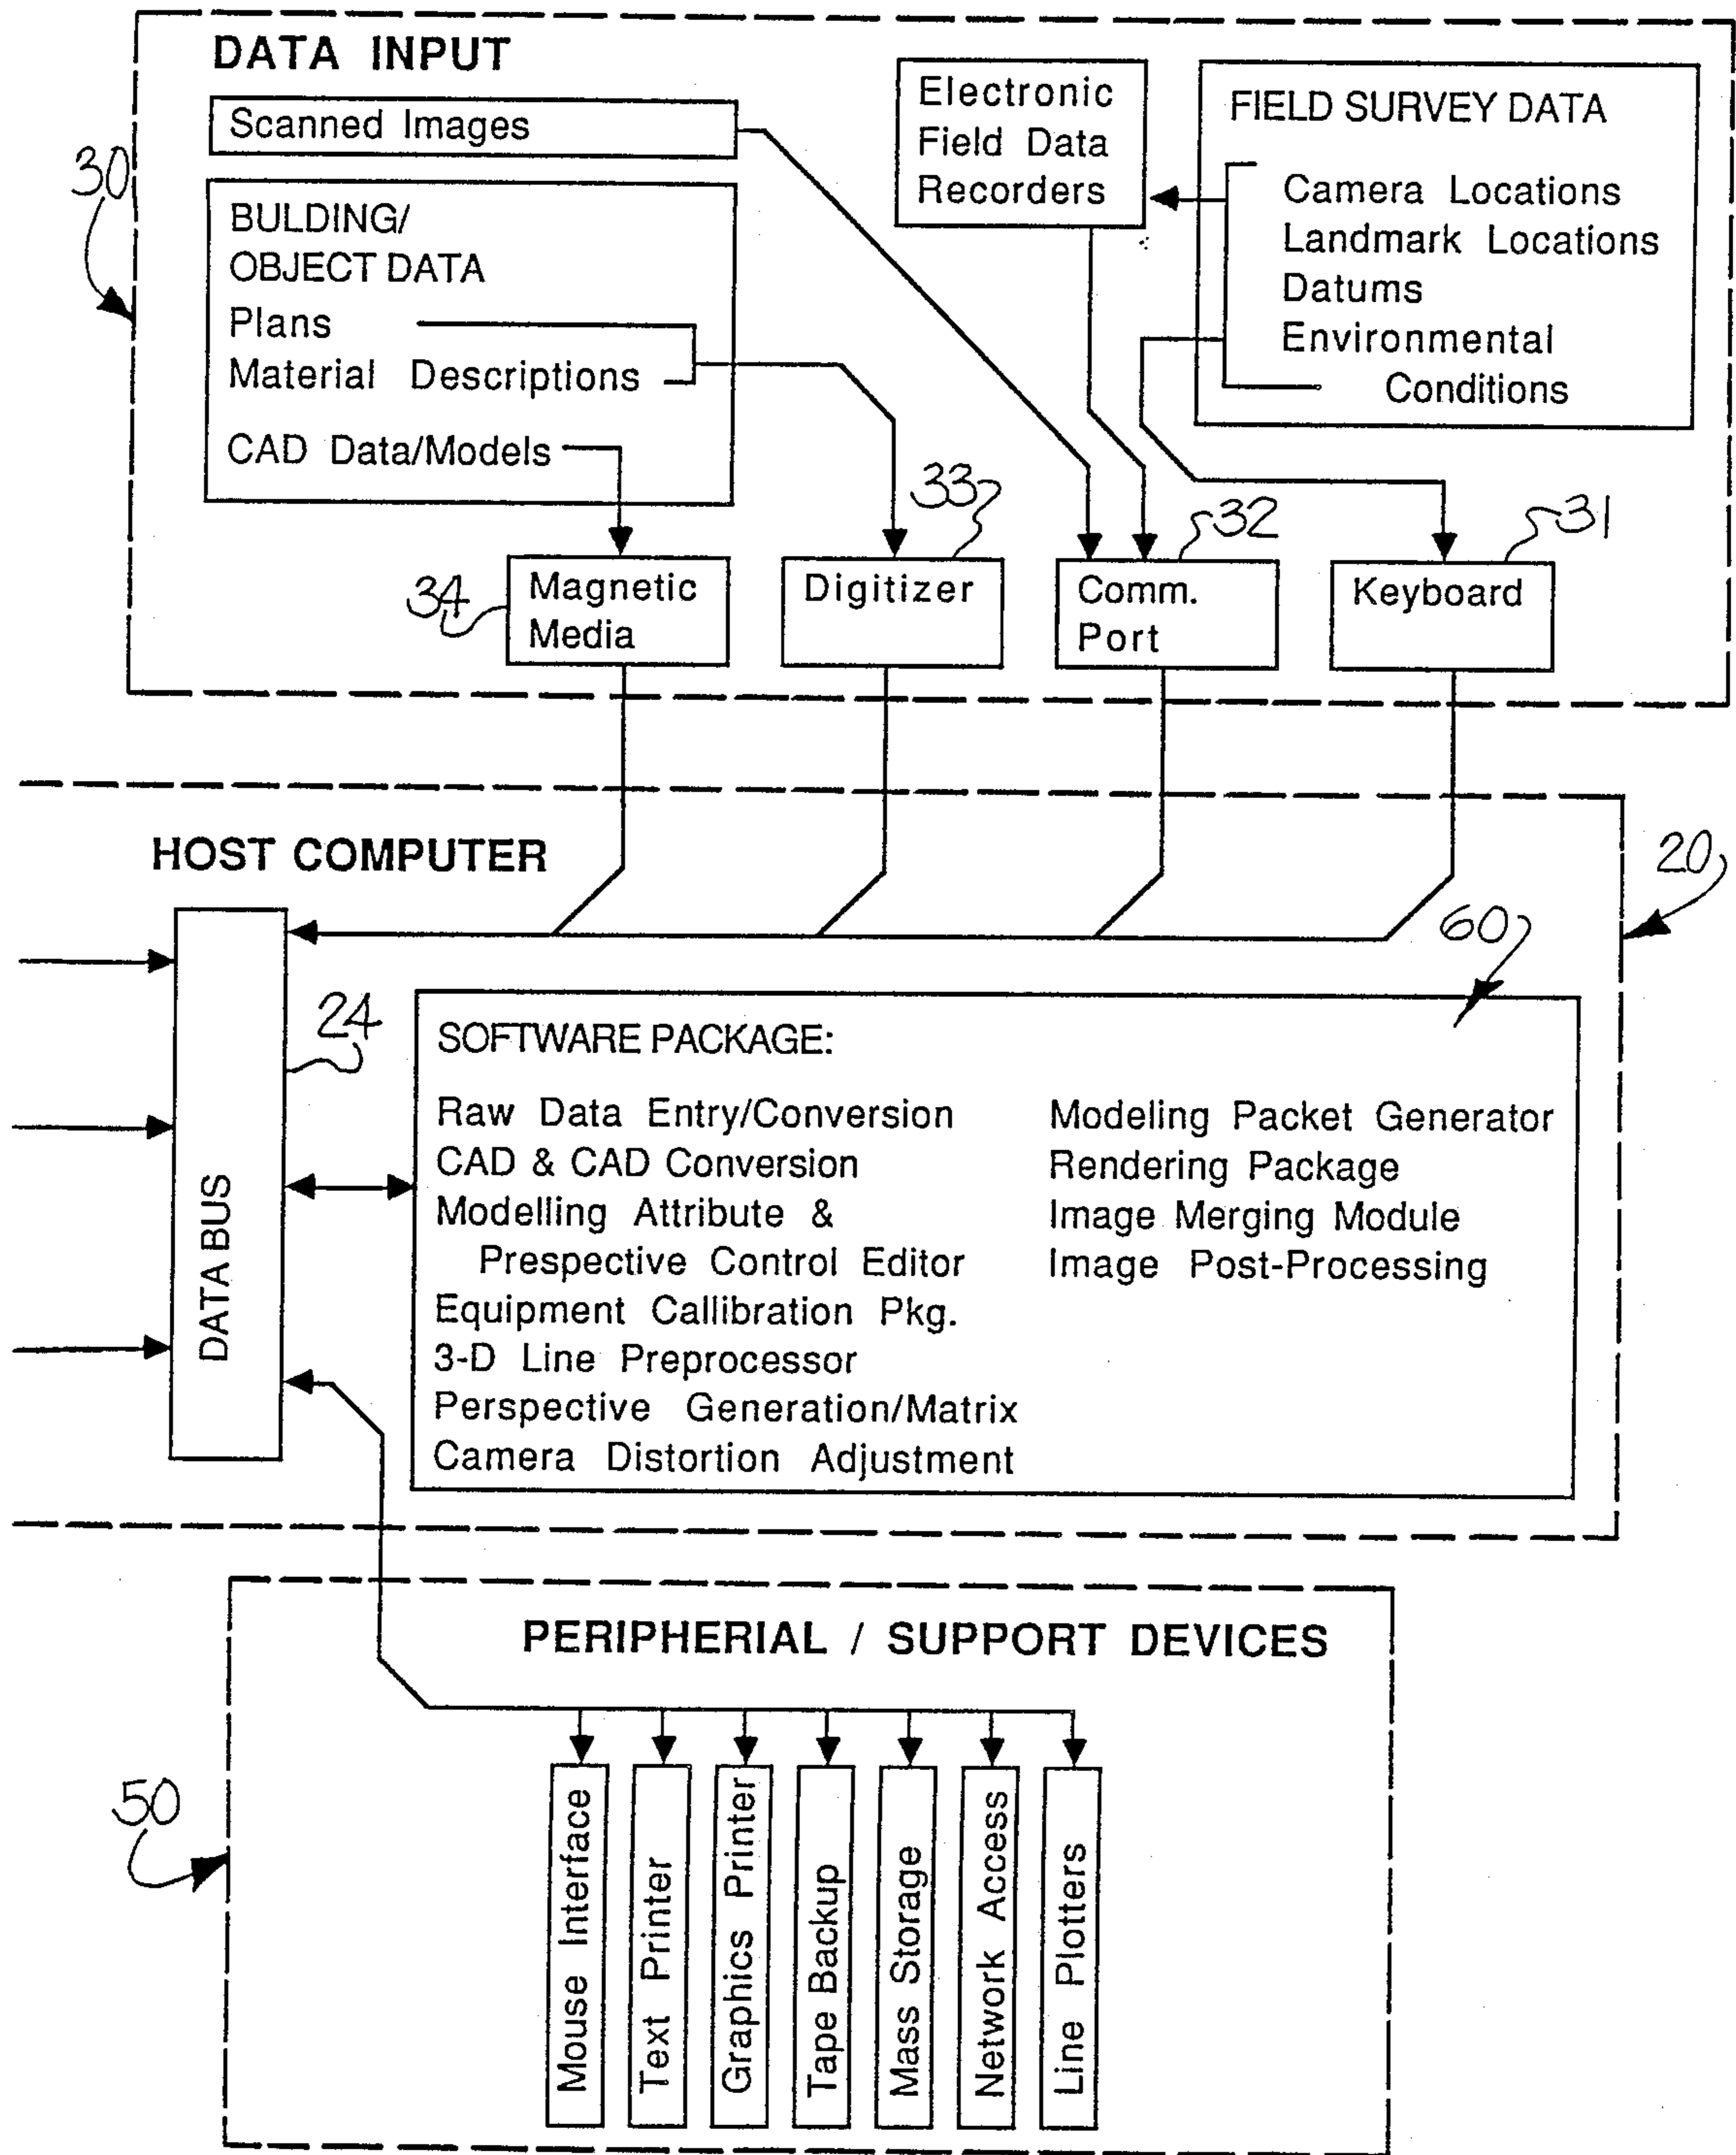 DATA INPUT
Scanned Images
30
BULDING/
OBJECT DATA
Plans
Material Descriptions
CAD Data/Models
Electronic
Field Data
Recorders
FIELD SURVEY DATA
Camera Locations
Landmark Locations
Datums
Environmental
Conditions
34
Magnetic
Media
33
Digitizer
32
Comm.
Port
31
Keyboard
HOST COMPUTER
20
60
24
DATA BUS
SOFTWARE PACKAGE:
Raw Data Entry/Conversion
CAD & CAD Conversion
Modelling Attribute &
Prespective Control Editor
Equipment Callibration Pkg.
3-D Line Preprocessor
Perspective Generation/Matrix
Camera Distortion Adjustment
Modeling Packet Generator
Rendering Package
Image Merging Module
Image Post-Processing
PERIPHERIAL / SUPPORT DEVICES
50
Mouse Interface
Text Printer
Graphics Printer
Tape Backup
Mass Storage
Network Access
Line Plotters